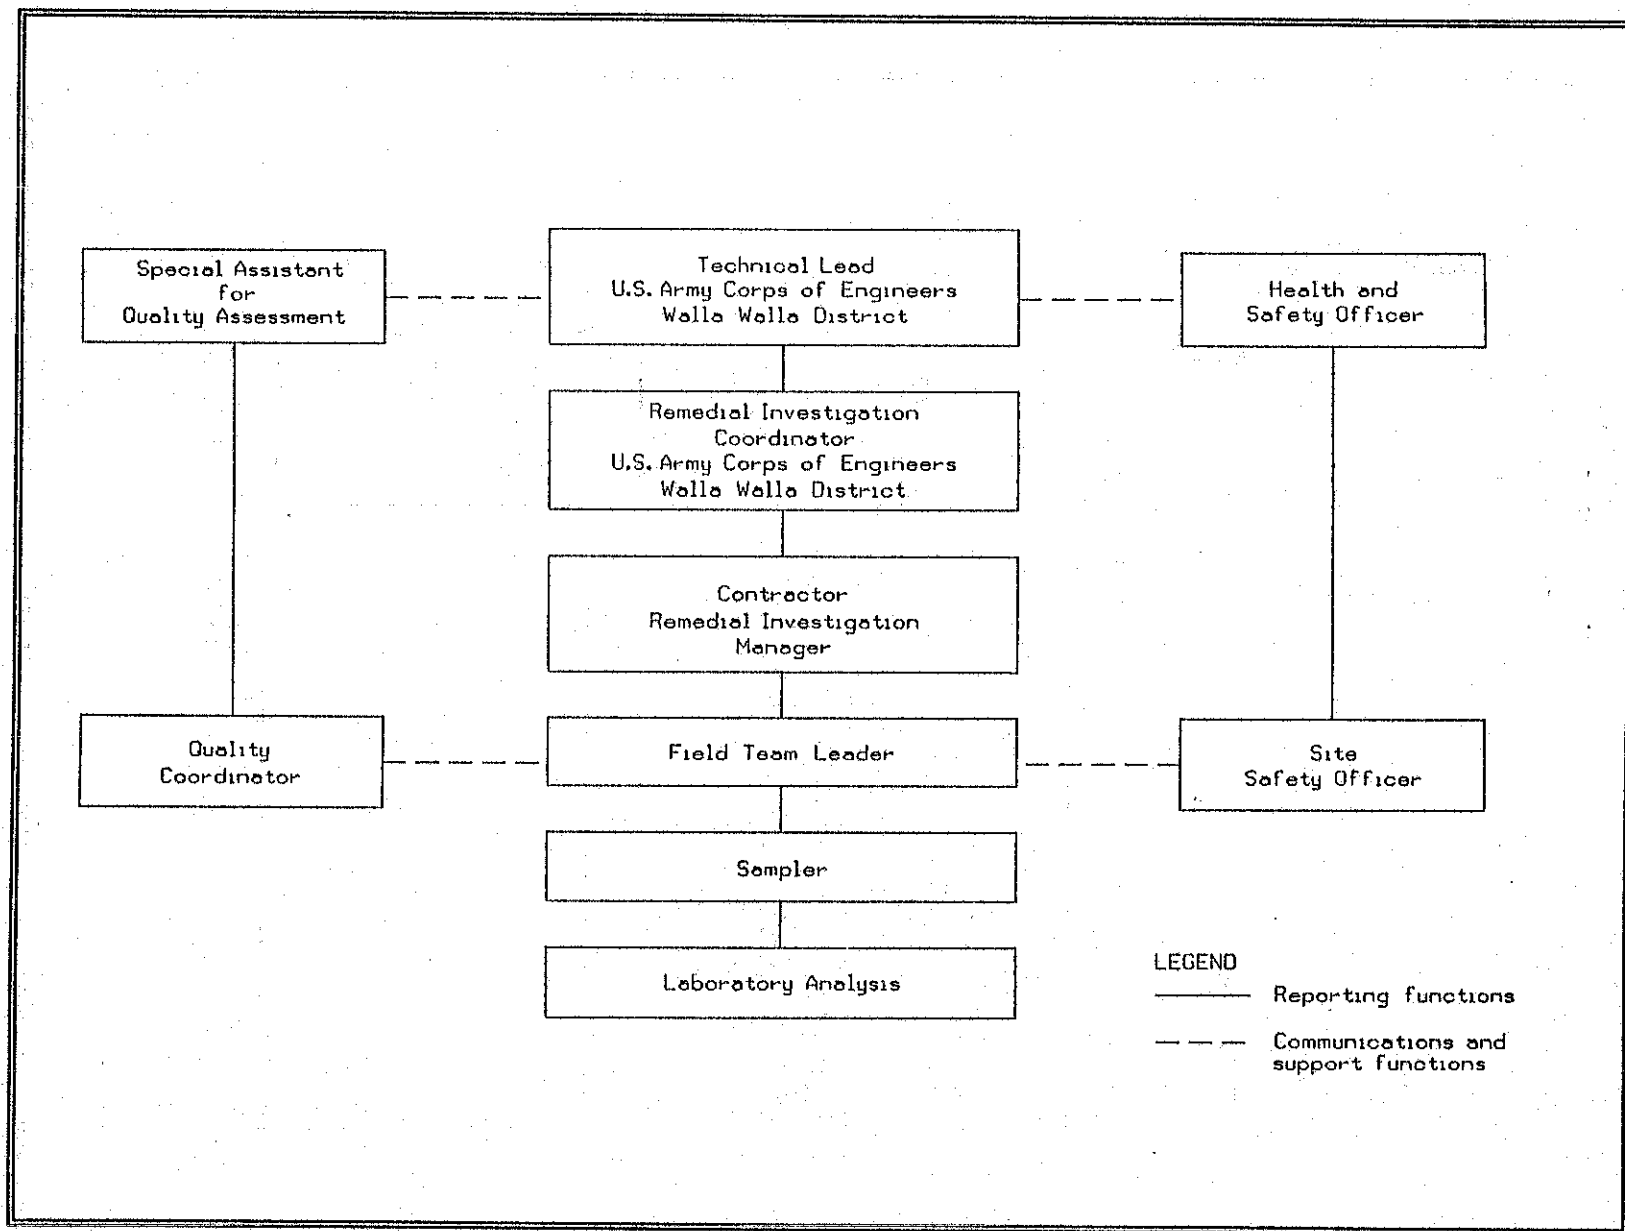 Special Assistant
for
Quality Assessment
Technical Lead
U.S. Army Corps of Engineers
Walla Walla District
Health and
Safety Officer
Remedial Investigation
Coordinator
U.S. Army Corps of Engineers
Walla Walla District
Contractor
Remedial Investigation
Manager
Quality
Coordinator
Field Team Leader
Site
Safety Officer
Sampler
Laboratory Analysis
LEGEND
Reporting functions
Communications and
support functions